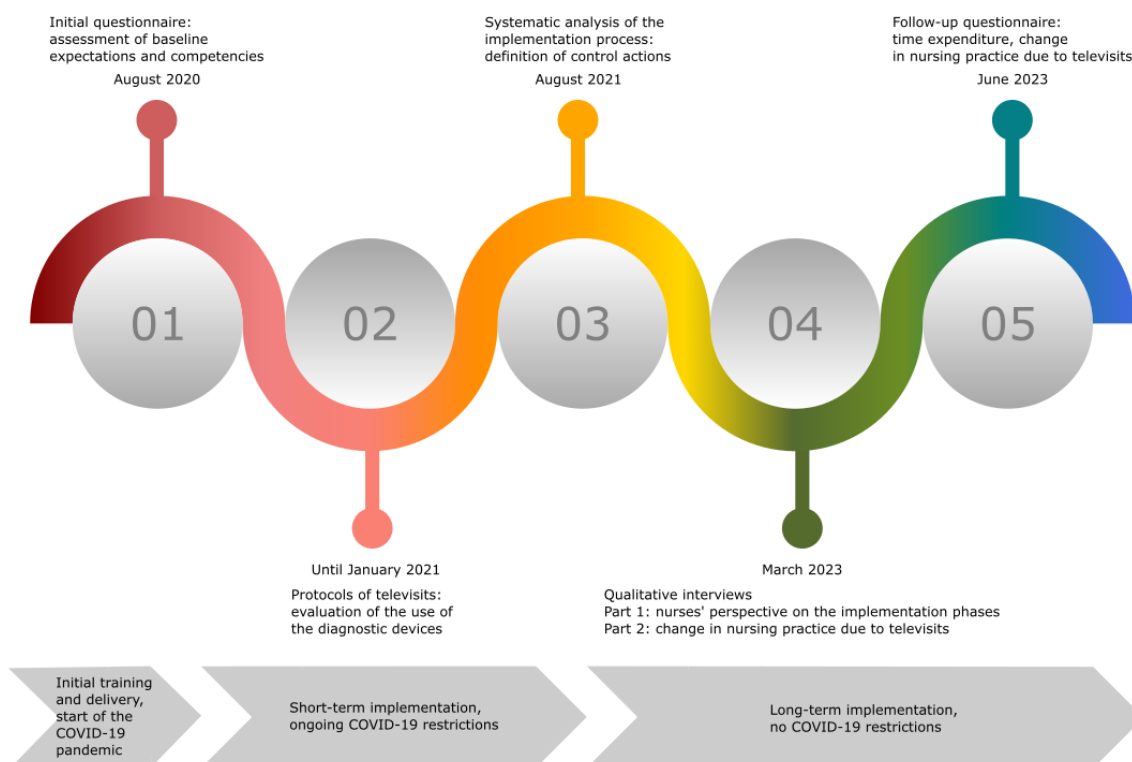 Initial questionnaire:
assessment of baseline
expectations and competencies
August 2020
Systematic analysis of the
implementation process:
definition of control actions
August 2021
Follow-up questionnaire:
time expenditure, change
in nursing practice due to televisits
June 2023
01
02
03
04
05
Until January 2021
Protocols of televisits:
evaluation of the use of
the diagnostic devices
March 2023
Qualitative interviews
Part 1: nurses' perspective on the implementation phases
Part 2: change in nursing practice due to televisits
Initial training
and delivery,
start of the
COVID-19
pandemic
Short-term implementation,
ongoing COVID-19 restrictions
Long-term implementation,
no COVID-19 restrictions